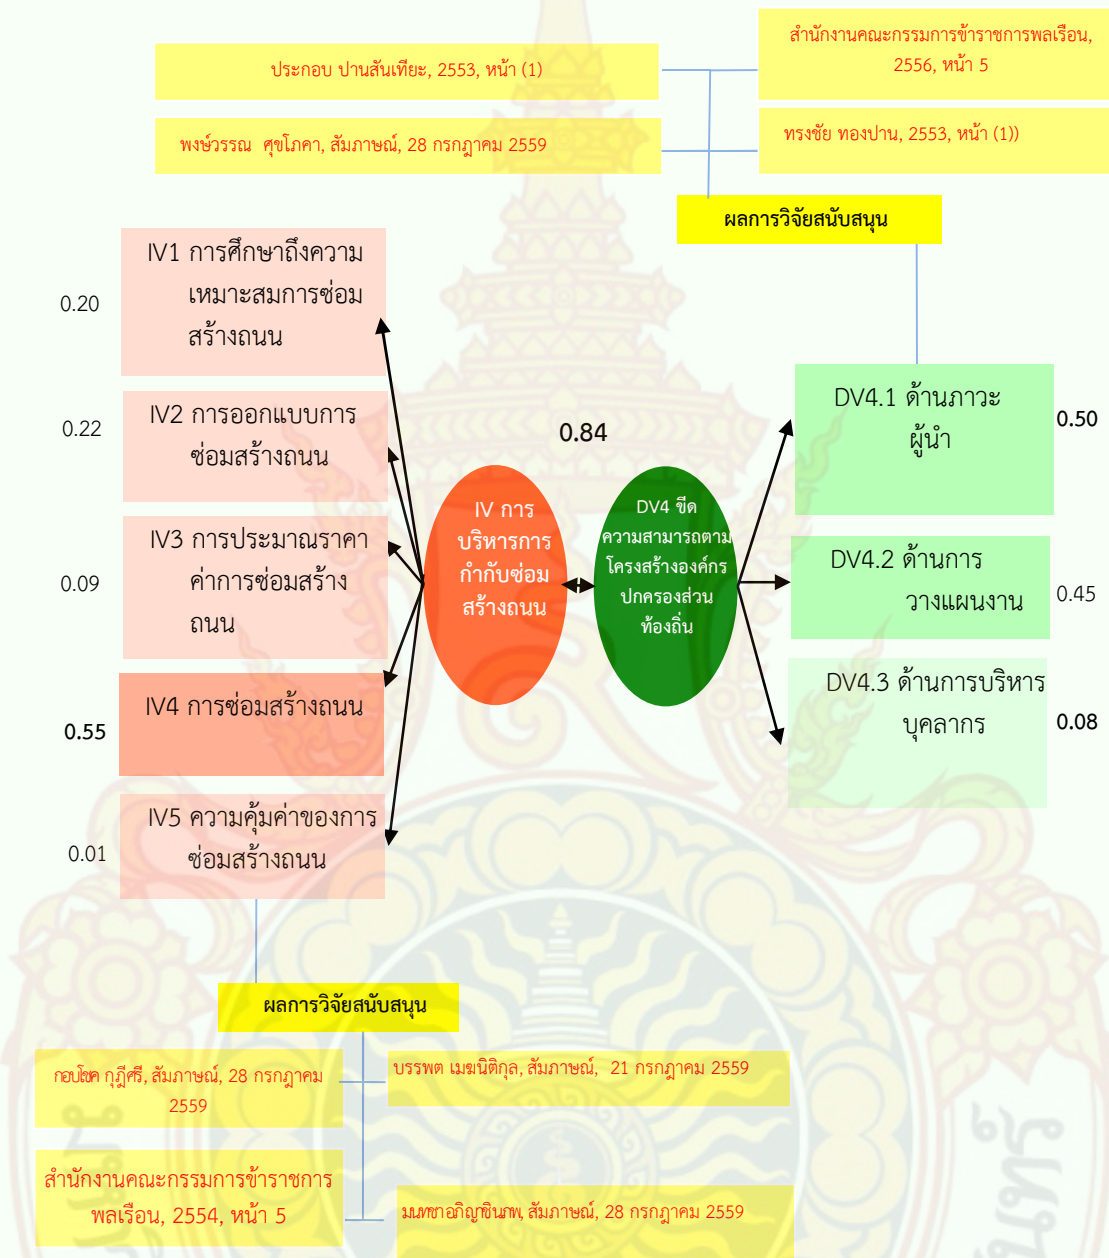 ประกอบ ปานสันเทียะ, 2553, หน้า (1)
สำนักงานคณะกรรมการข้าราชการพลเรือน,
2556, หน้า 5
พงษ์วรรณ ศุขโภคา, สัมภาษณ์, 28 กรกฎาคม 2559
ทรงชัย ทองปาน, 2553, หน้า (1))
ผลการวิจัยสนับสนุน
IV1 การศึกษาถึงความ
เหมาะสมการซ่อม
สร้างถนน
0.20
IV2 การออกแบบการ
ซ่อมสร้างถนน
0.22
IV3 การประมาณราคา
ค่าการซ่อมสร้าง
ถนน
0.09
IV4 การซ่อมสร้างถนน
0.55
IV5 ความคุ้มค่าของการ
ซ่อมสร้างถนน
0.01
0.84
IV การ
บริหารการ
กำกับซ่อม
สร้างถนน
DV4 ขีด
ความสามารถตาม
โครงสร้างองค์กร
ปกครองส่วน
ท้องถิ่น
DV4.1 ด้านภาวะ
ผู้นำ
0.50
DV4.2 ด้านการ
วางแผนงาน
0.45
DV4.3 ด้านการบริหาร
บุคลากร
0.08
ผลการวิจัยสนับสนุน
กอบโชค กุฎีศรี, สัมภาษณ์, 28 กรกฎาคม
2559
บรรพต เมฆนิติกุล, สัมภาษณ์, 21 กรกฎาคม 2559
สำนักงานคณะกรรมการข้าราชการ
พลเรือน, 2554, หน้า 5
มนทชาอภิญชินภพ, สัมภาษณ์, 28 กรกฎาคม 2559